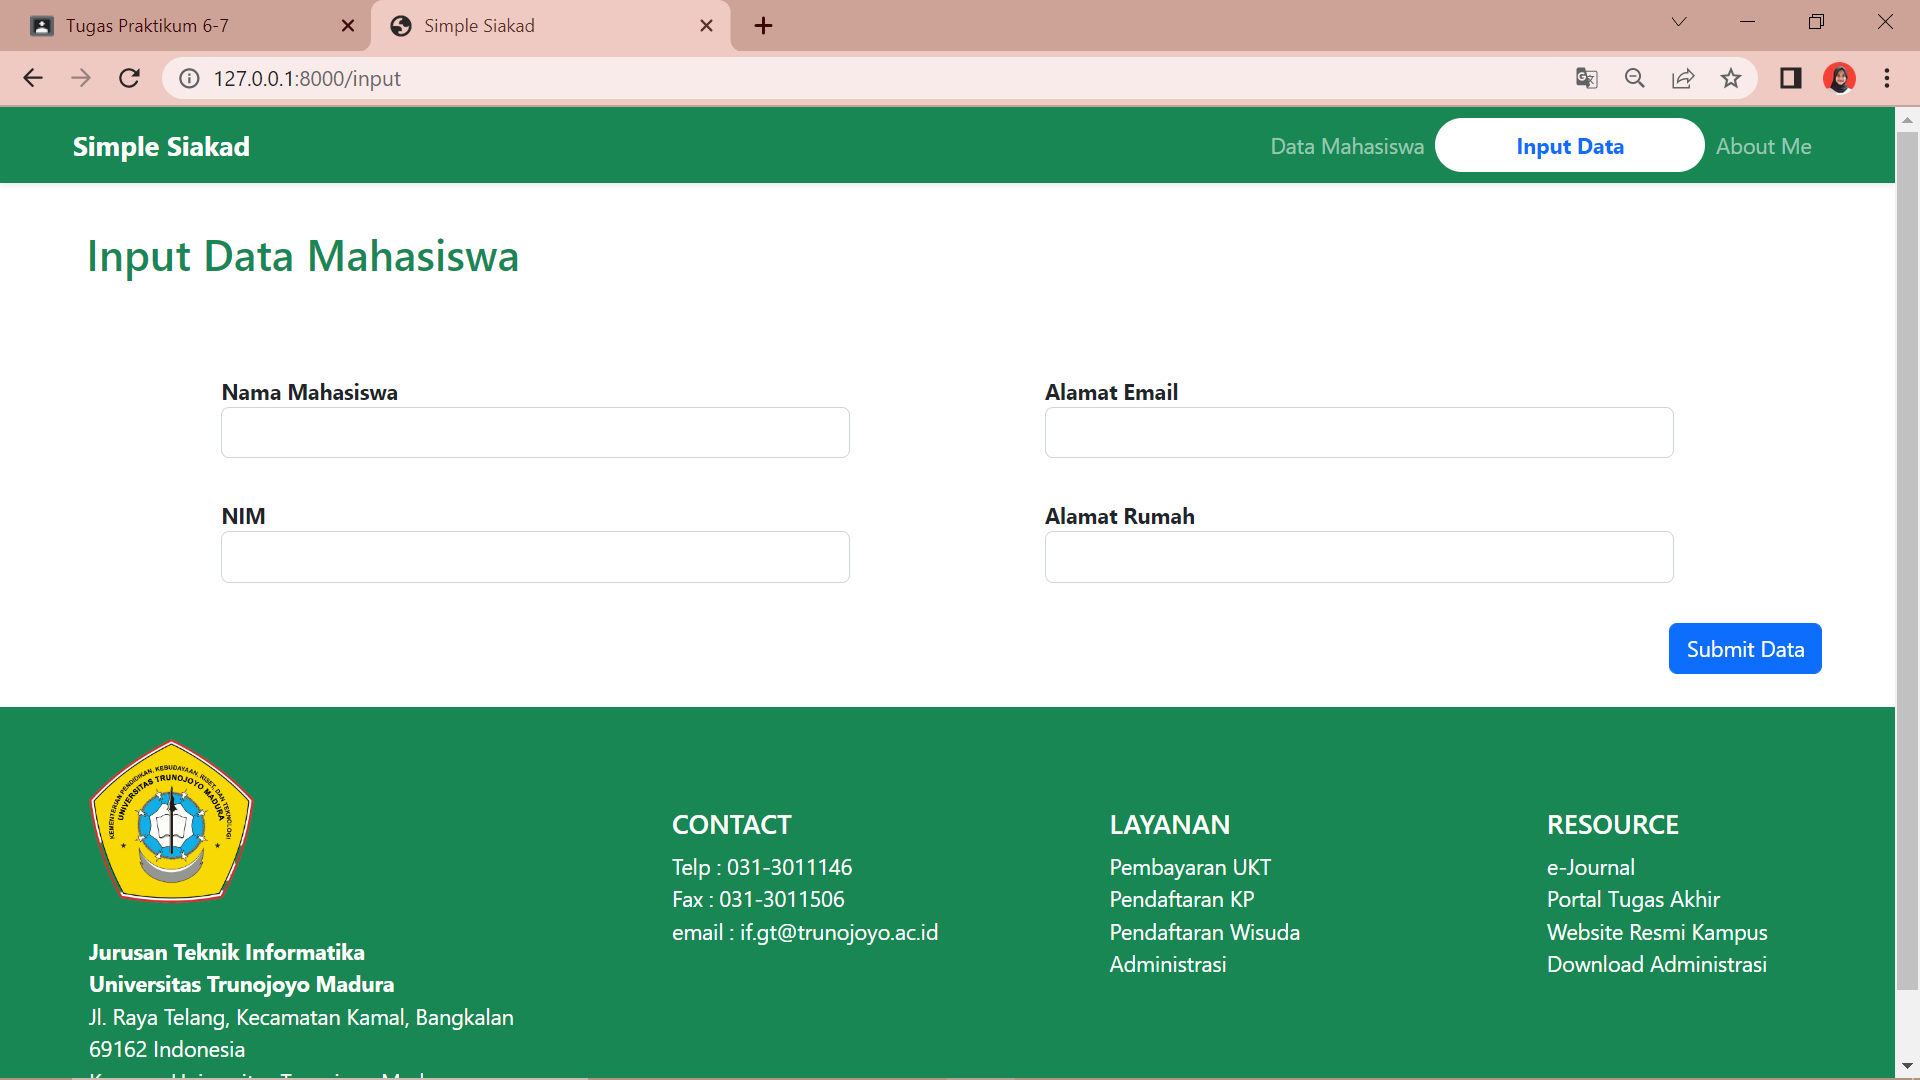 Tugas Praktikum 6-7
Simple Siakad
127.0.0.1:8000/input
Simple Siakad
Data Mahasiswa
Input Data
About Me
Input Data Mahasiswa
Nama Mahasiswa
Alamat Email
NIM
Alamat Rumah
Submit Data
KEMENTERIAN PENDIDIKAN, KEBUDAYAAN, RISET, DAN TEKNOLOGI
UNIVERSITAS TRUNOJOYO MADURA
Jurusan Teknik Informatika
Universitas Trunojoyo Madura
Jl. Raya Telang, Kecamatan Kamal, Bangkalan
69162 Indonesia
CONTACT
Telp : 031-3011146
Fax : 031-3011506
email : if.gt@trunojoyo.ac.id
LAYANAN
Pembayaran UKT
Pendaftaran KP
Pendaftaran Wisuda
Administrasi
RESOURCE
e-Journal
Portal Tugas Akhir
Website Resmi Kampus
Download Administrasi